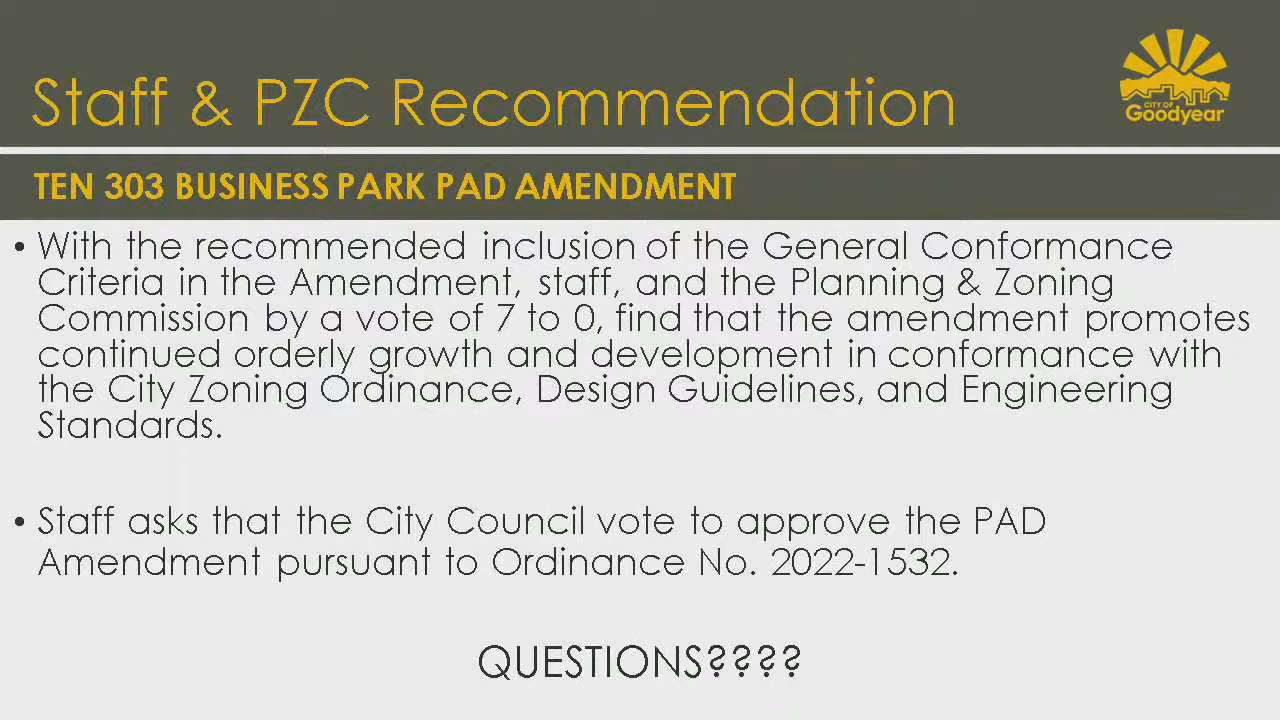 Staff & PZC Recommendation
CITY OF
Goodyear
TEN 303 BUSINESS PARK PAD AMENDMENT
• With the recommended inclusion of the General Conformance
Criteria in the Amendment, staff, and the Planning & Zoning
Commission by a vote of 7 to 0, find that the amendment promotes
continued orderly growth and development in conformance with
the City Zoning Ordinance, Design Guidelines, and Engineering
Standards.
• Staff asks that the City Council vote to approve the PAD
Amendment pursuant to Ordinance No. 2022-1532.
QUESTIONS????